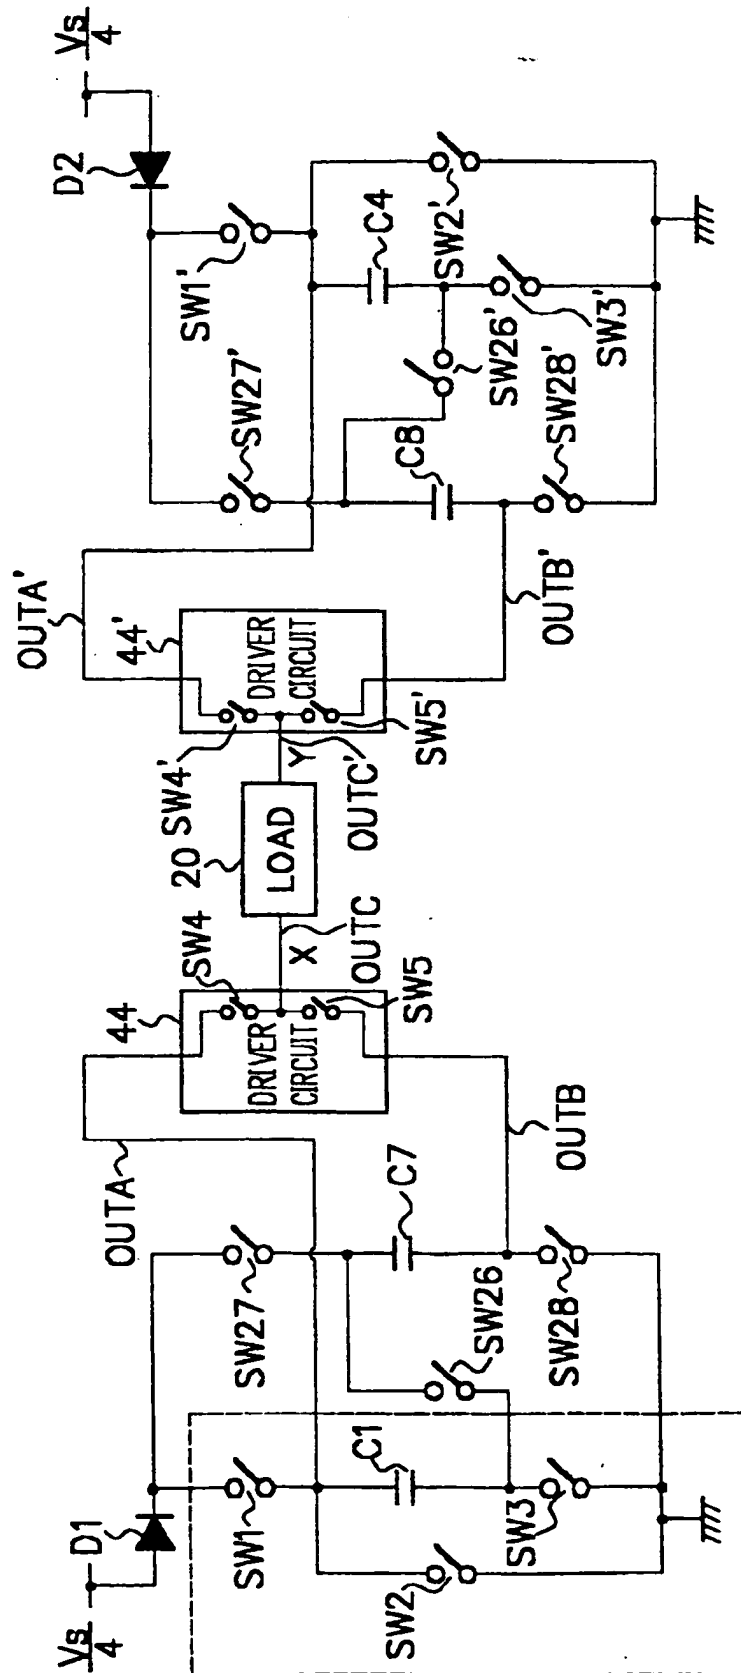 Vs
4
D1
SW1
SW2
C1
SW3
SW26
SW27
C7
SW28
OUTA
OUTB
44
DRIVER
CIRCUIT
SW4
SW5
X
OUTC
20
LOAD
Y
OUTC'
SW4'
SW5'
44'
DRIVER
CIRCUIT
OUTA'
OUTB'
SW27'
C8
SW28'
SW26'
SW1'
C4
SW3'
SW2'
D2
Vs
4